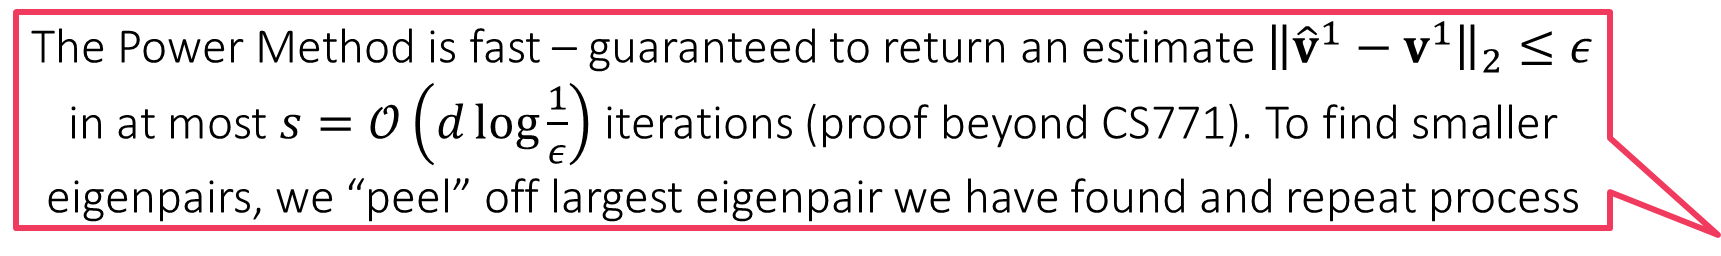 The Power Method is fast – guaranteed to return an estimate ‖v̂¹ − v¹‖₂ ≤ ϵ
in at most s = 𝒪(d log 1/ϵ) iterations (proof beyond CS771). To find smaller
eigenpairs, we “peel” off largest eigenpair we have found and repeat process